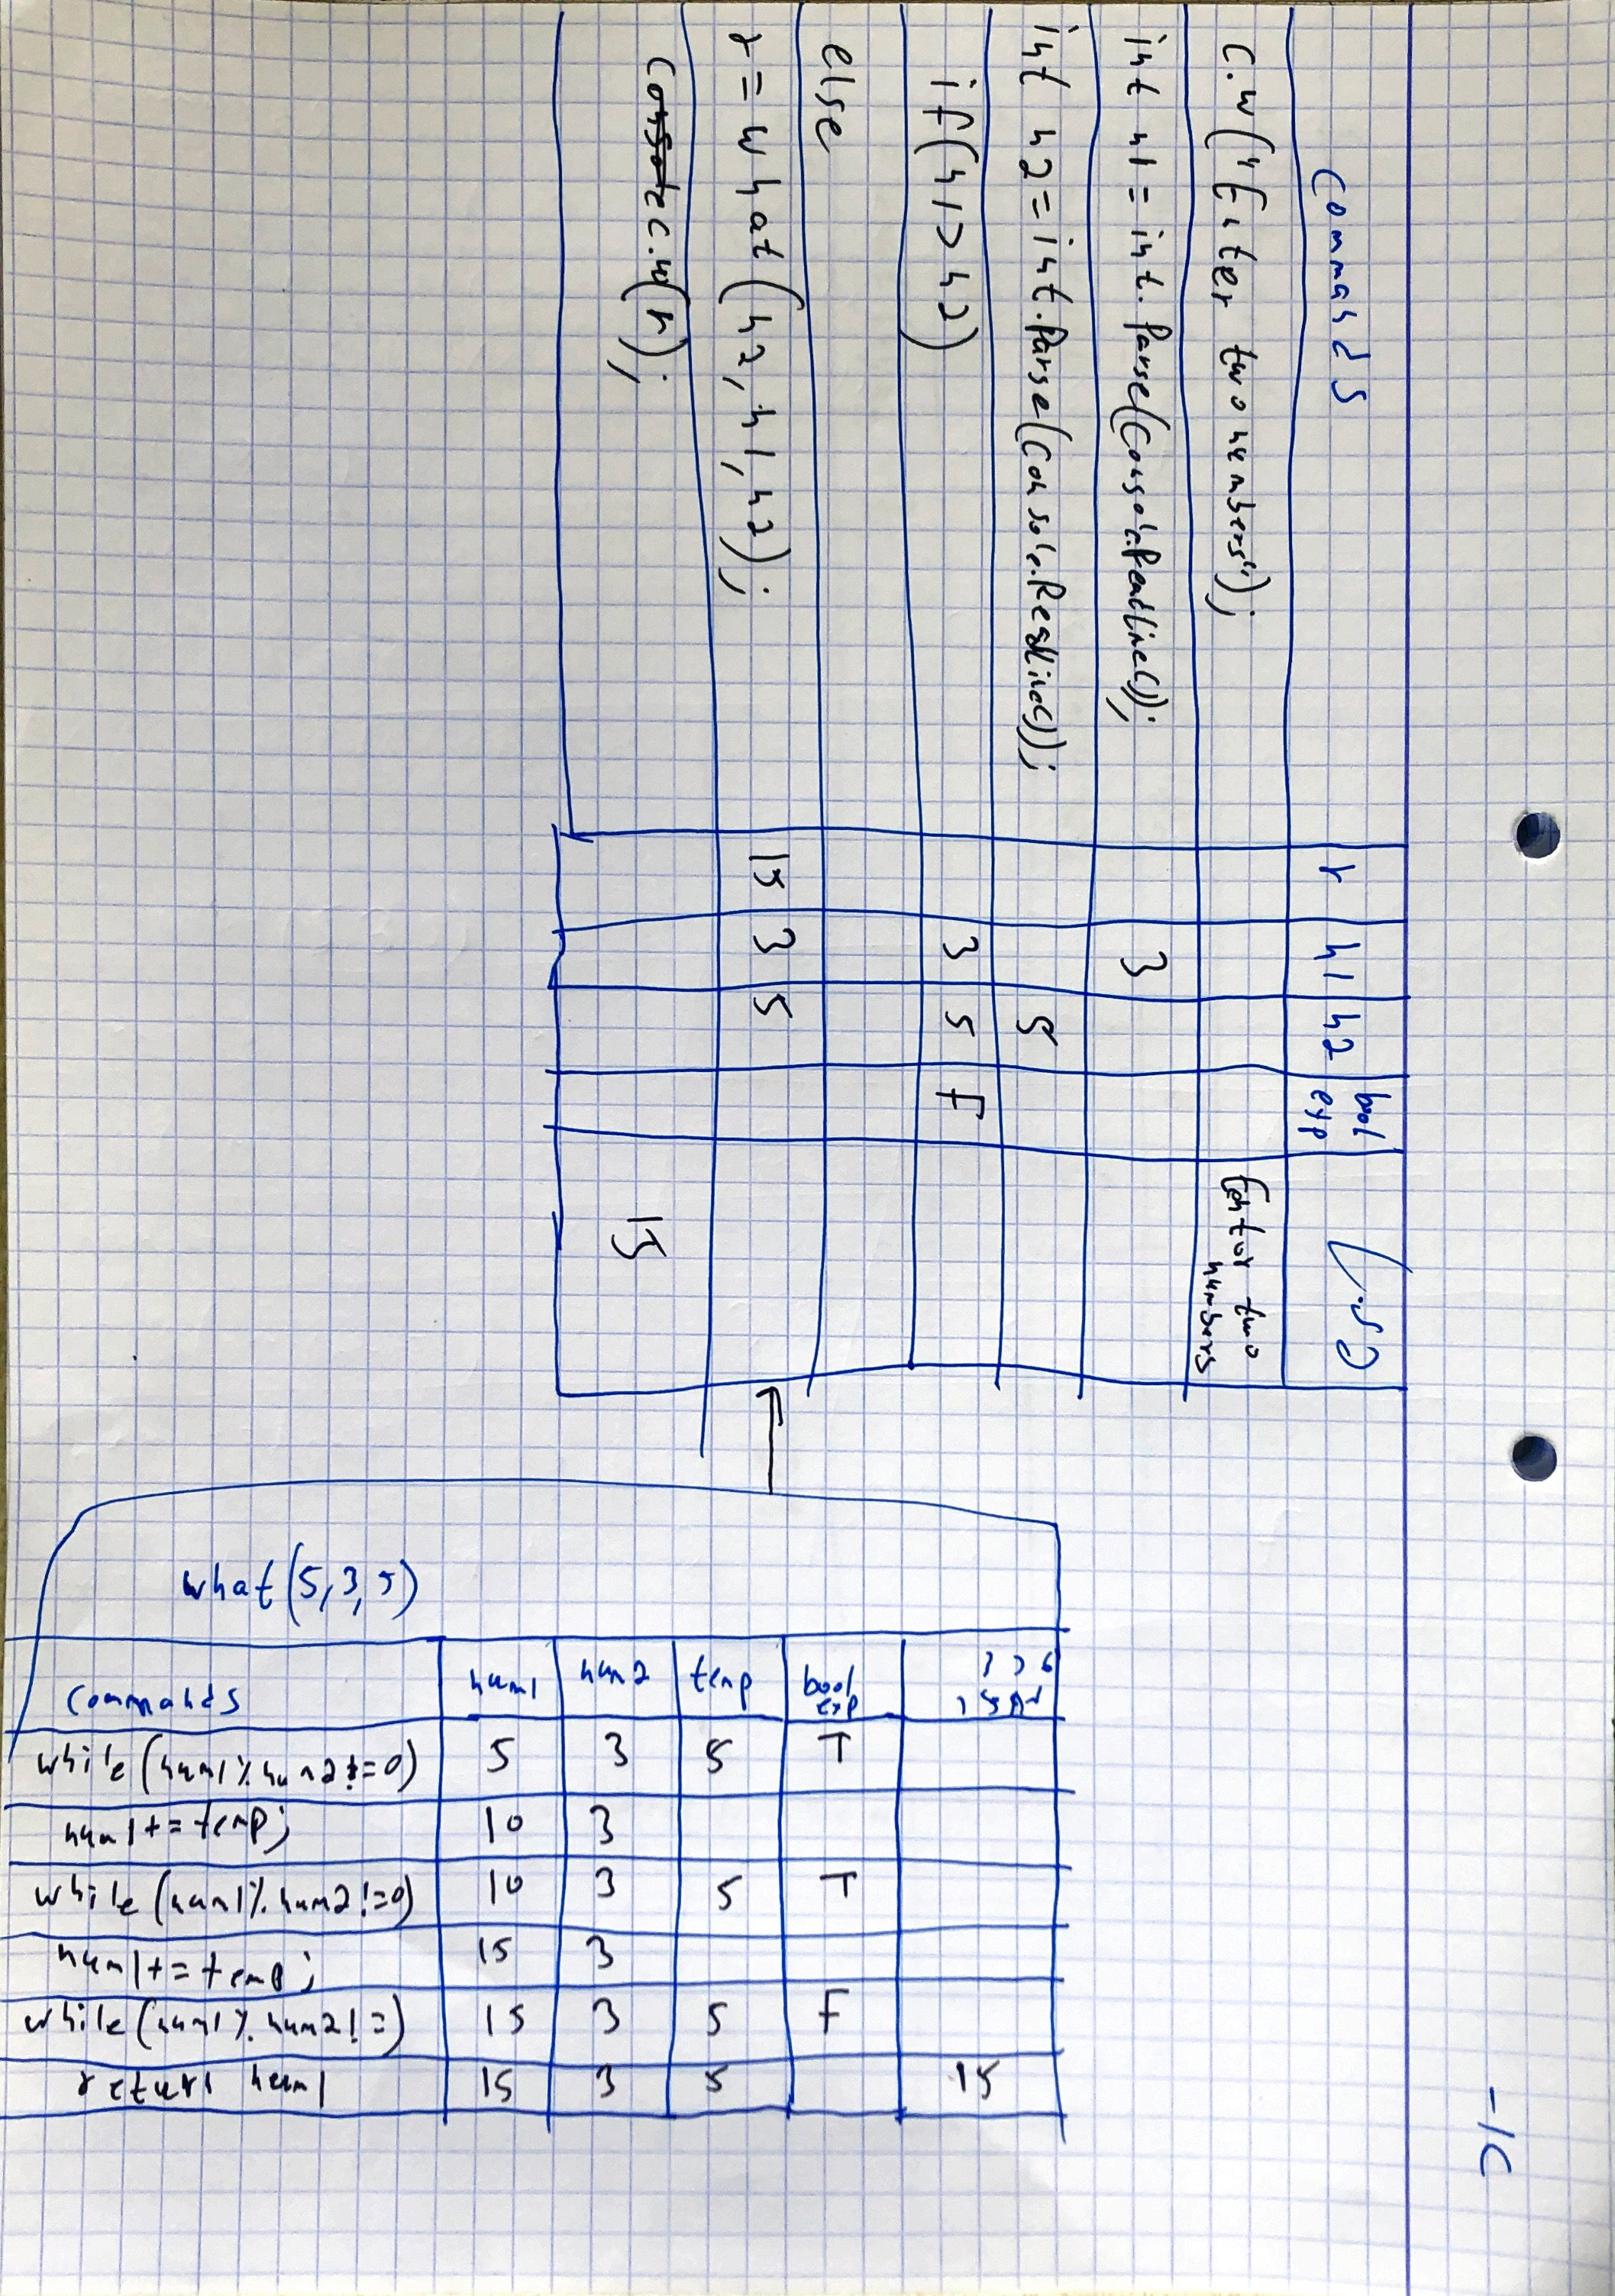 commands r n1 n2 bool exp
C.W("Enter two numbers"); Enter two numbers
int n1 = int.Parse(Console.ReadLine()); 3
int n2 = int.Parse(Console.ReadLine()); 5
if(n1>n2) 3 5 F
else
r = what(n2, n1, n2); 15 3 5
c.w(r); 15
what(5,3,5)
commands num1 num2 temp bool exp
while(num1%num2!=0) 5 3 5 T
num1+=temp; 10 3
while(num1%num2!=0) 10 3 5 T
num1+=temp; 15 3
while(num1%num2!=) 15 3 5 F
return num1 15 3 5 15